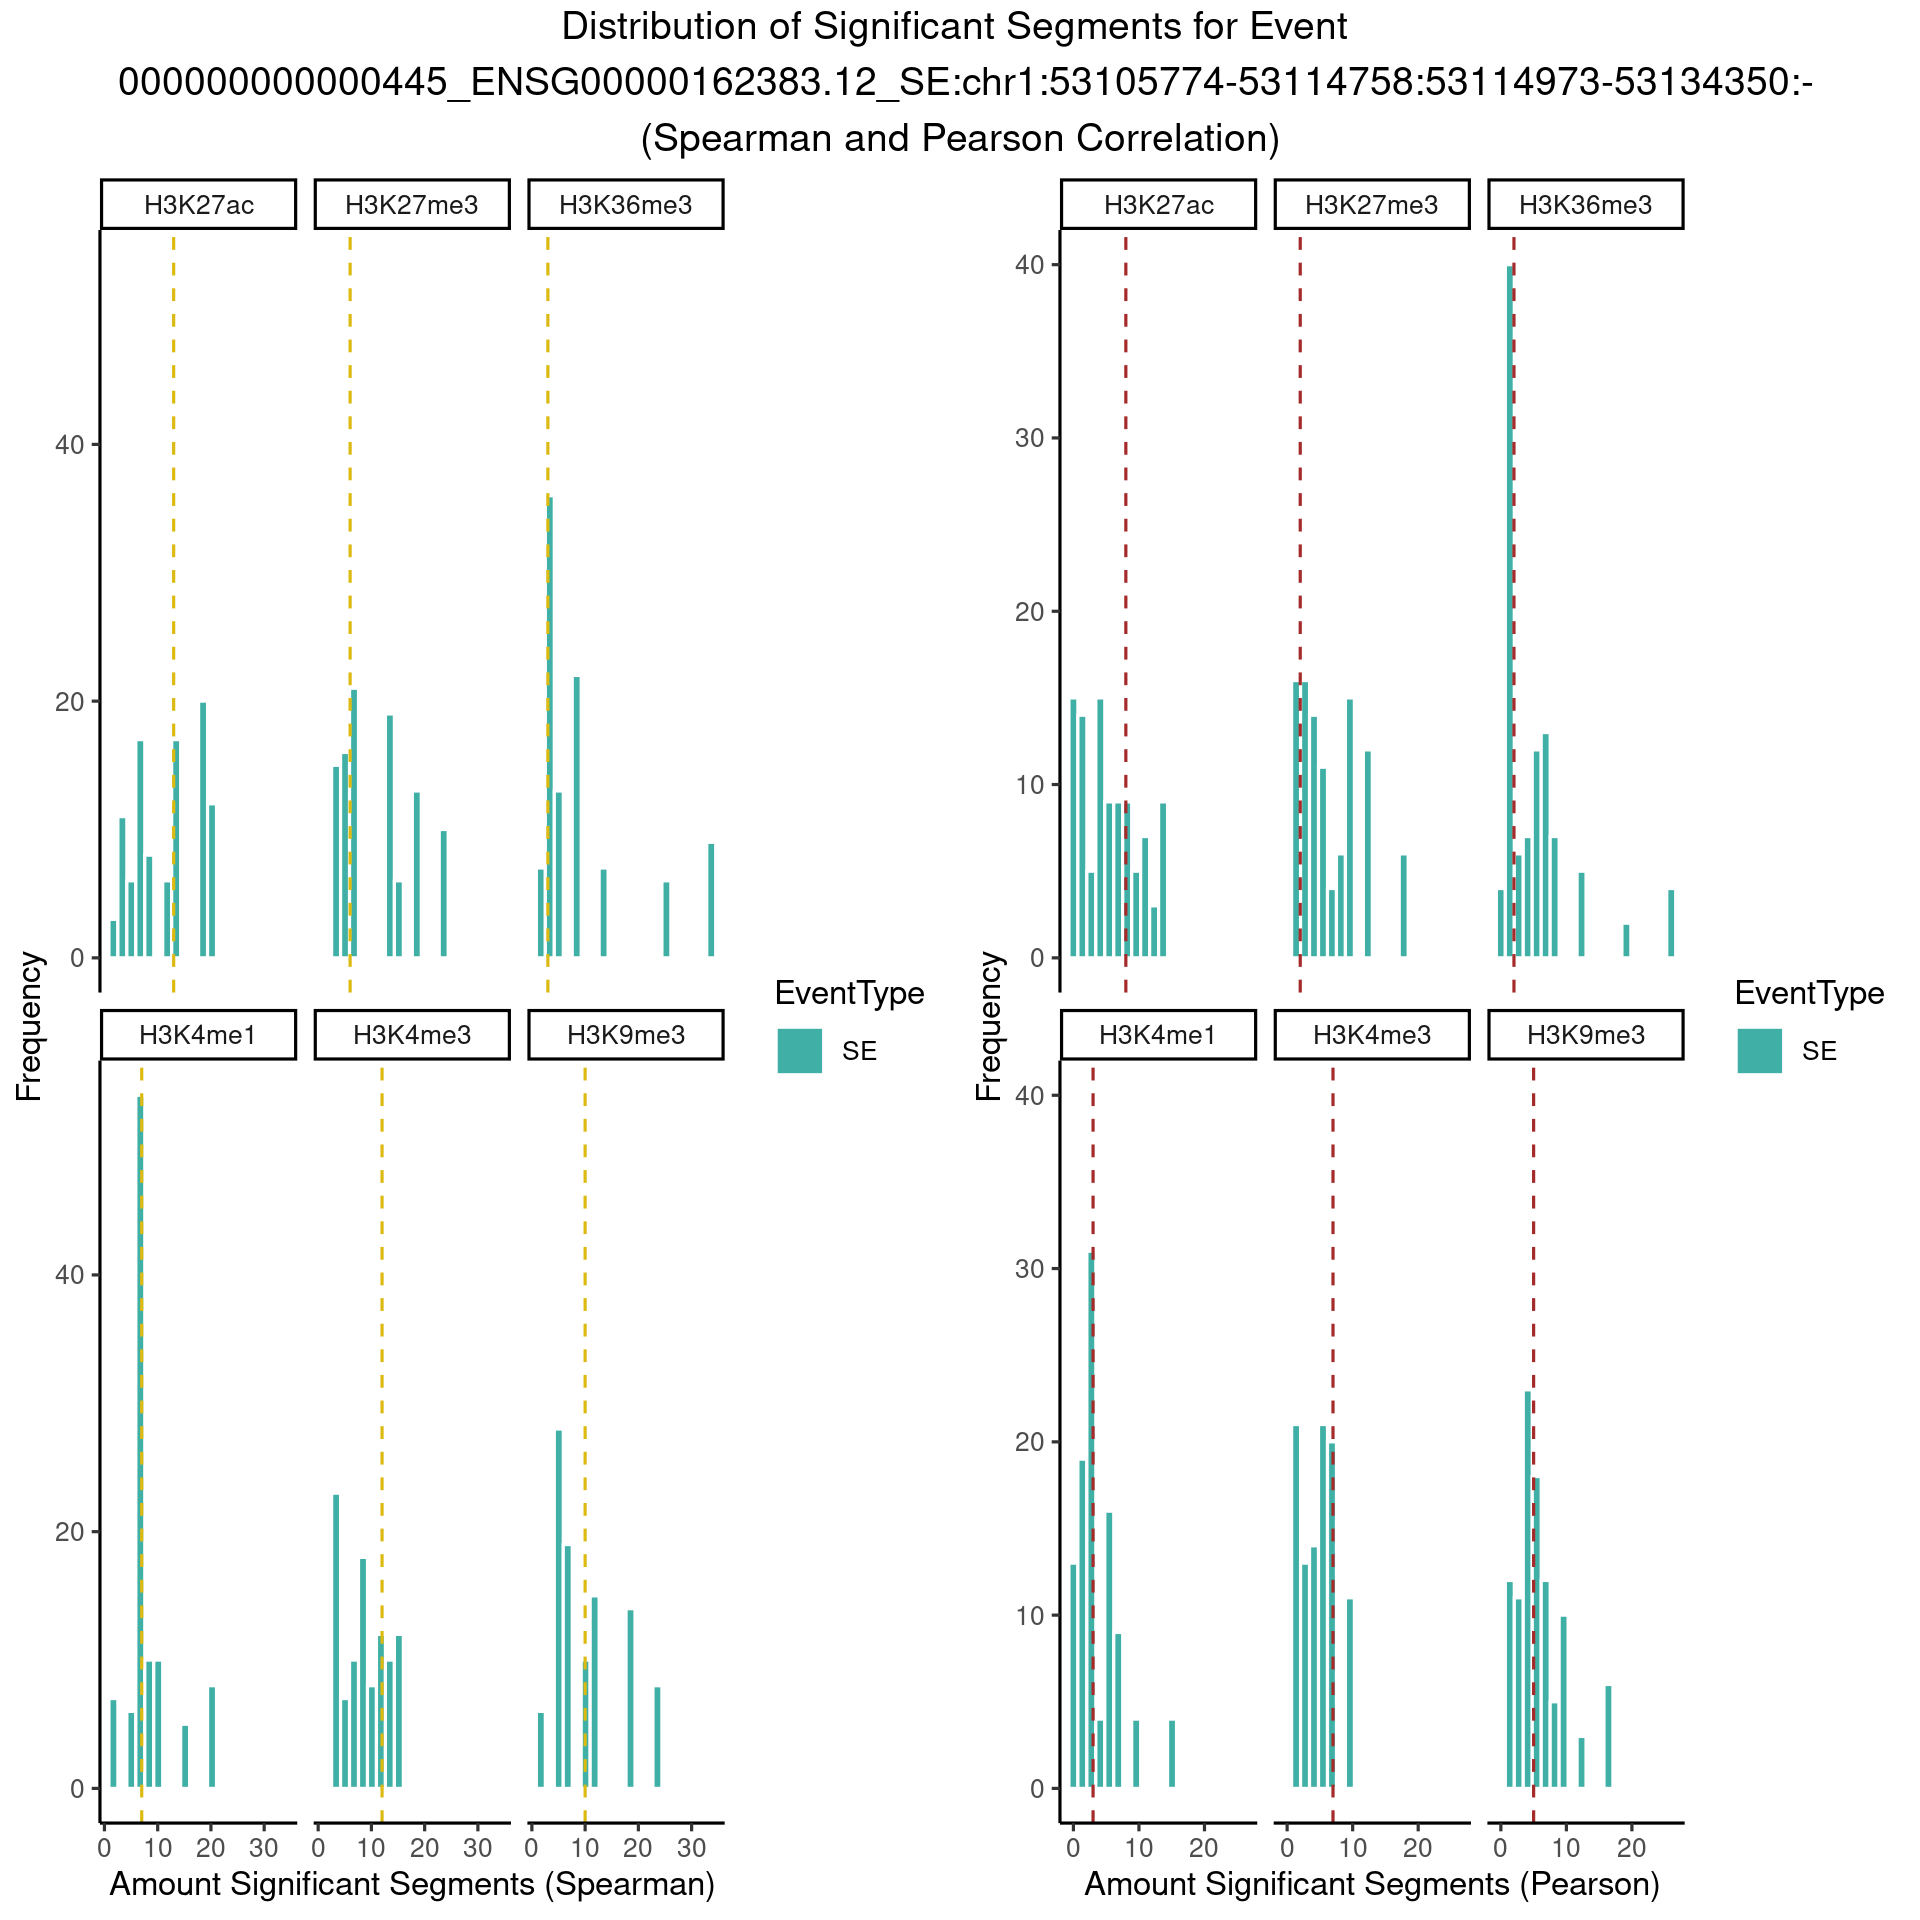 Distribution of Significant Segments for Event
000000000000445_ENSG00000162383.12_SE:chr1:53105774-53114758:53114973-53134350:-
(Spearman and Pearson Correlation)
H3K27ac
H3K27me3
H3K36me3
40
20
0
H3K4me1
H3K4me3
H3K9me3
40
20
0
0 10 20 30
0 10 20 30
0 10 20 30
Frequency
Amount Significant Segments (Spearman)
EventType
SE
H3K27ac
H3K27me3
H3K36me3
40
30
20
10
0
H3K4me1
H3K4me3
H3K9me3
40
30
20
10
0
0 10 20
0 10 20
0 10 20
Frequency
Amount Significant Segments (Pearson)
EventType
SE